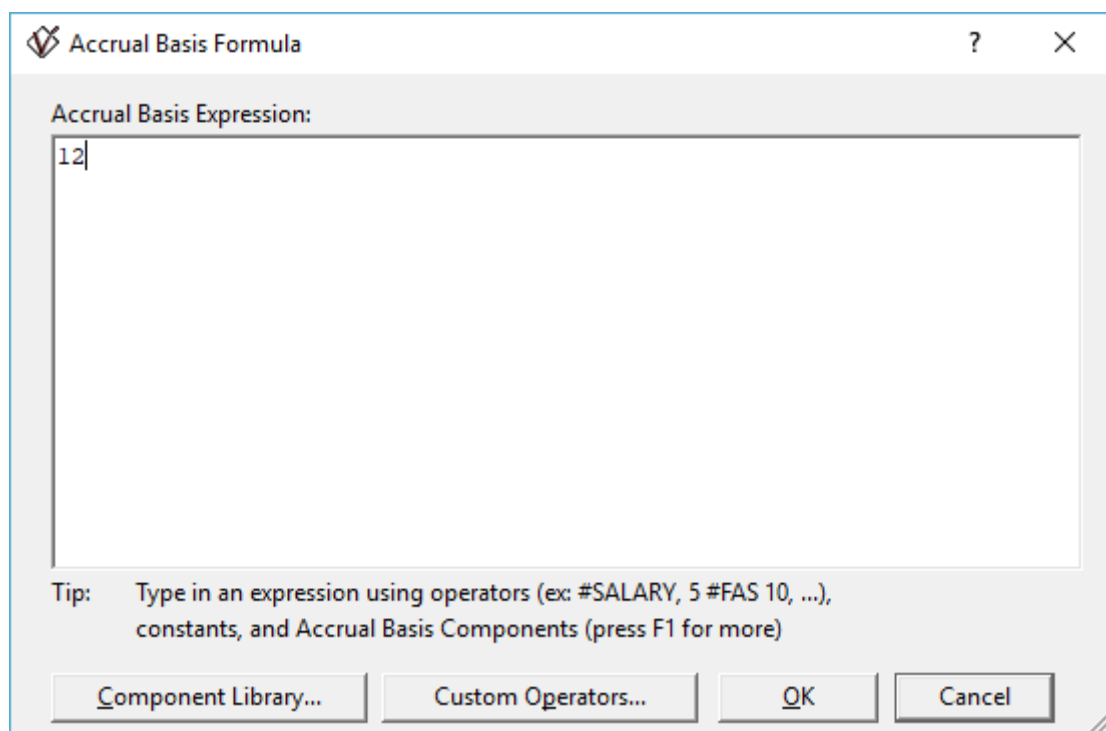 Accrual Basis Formula
Accrual Basis Expression:
12
Tip: Type in an expression using operators (ex: #SALARY, 5 #FAS 10, ...),
constants, and Accrual Basis Components (press F1 for more)
Component Library... Custom Operators... OK Cancel